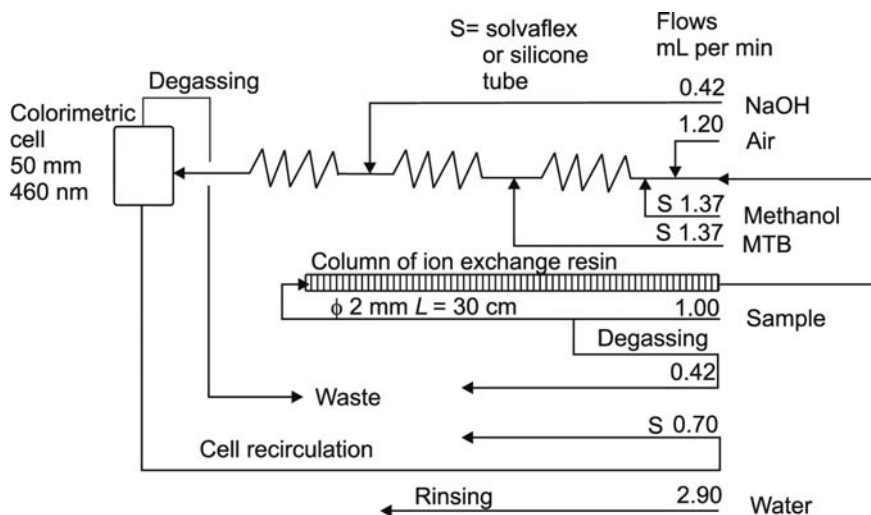 S= solvaflex
or silicone
tube
Flows
mL per min
Degassing
Colorimetric
cell
50 mm
460 nm
0.42
NaOH
1.20
Air
S 1.37
Methanol
S 1.37
MTB
Column of ion exchange resin
ϕ 2 mm L = 30 cm
1.00
Sample
Degassing
0.42
Waste
S 0.70
Cell recirculation
Rinsing
2.90
Water